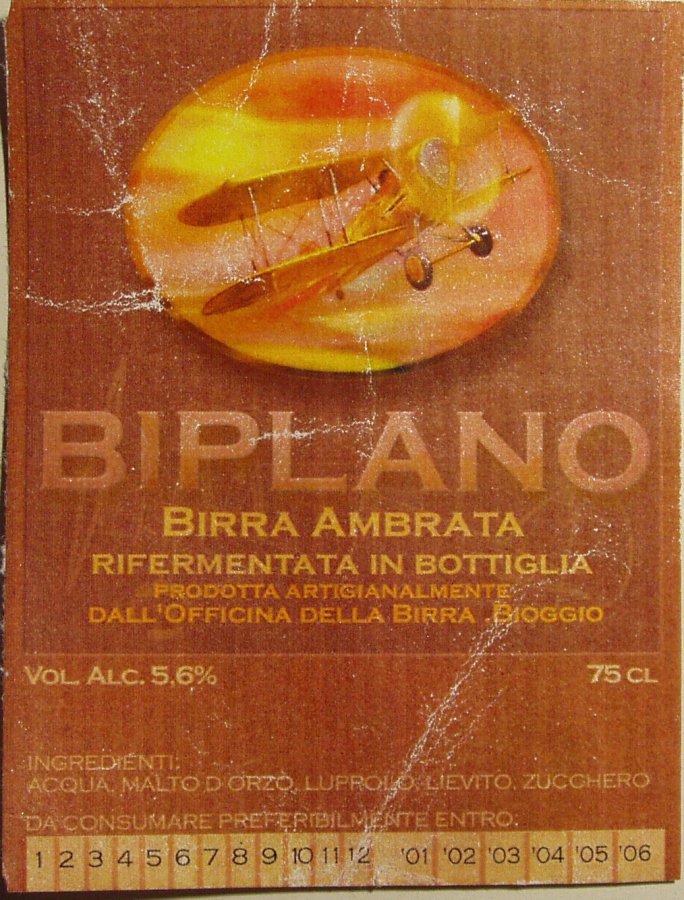 BIPLANO
BIRRA AMBRATA
RIFERMENTATA IN BOTTIGLIA
PRODOTTA ARTIGIANALMENTE
DALL'OFFICINA DELLA BIRRA .BIOGGIO
VOL. ALC. 5,6% 75 CL
INGREDIENTI:
ACQUA, MALTO D'ORZO, LUPPOLO, LIEVITO, ZUCCHERO
DA CONSUMARE PREFERIBILMENTE ENTRO:
1 2 3 4 5 6 7 8 9 10 11 12 '01 '02 '03 '04 '05 '06